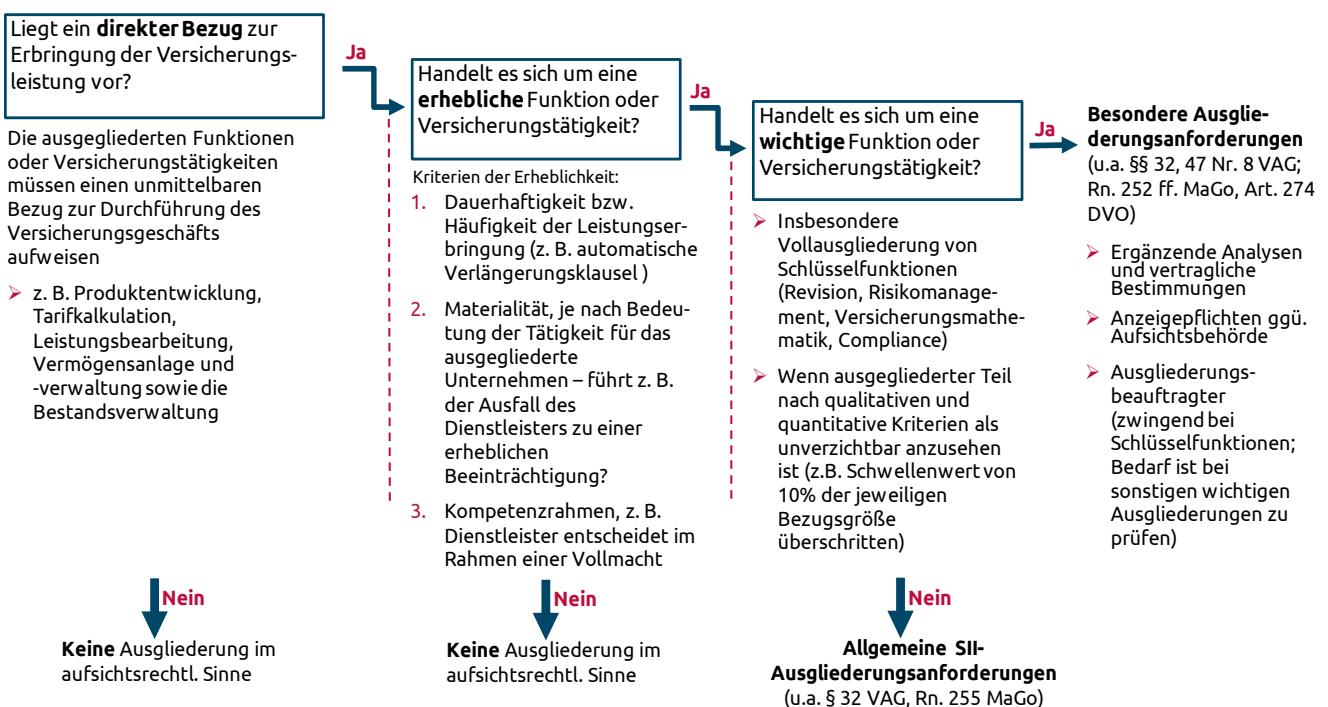 Liegt ein direkter Bezug zur
Erbringung der Versicherungs-
leistung vor?
Die ausgegliederten Funktionen
oder Versicherungstätigkeiten
müssen einen unmittelbaren
Bezug zur Durchführung des
Versicherungsgeschäfts
aufweisen
z. B. Produktentwicklung,
Tarifkalkulation,
Leistungsbearbeitung,
Vermögensanlage und
-verwaltung sowie die
Bestandsverwaltung
Nein
Keine Ausgliederung im
aufsichtsrechtl. Sinne
Ja
Handelt es sich um eine
erhebliche Funktion oder
Versicherungstätigkeit?
Kriterien der Erheblichkeit:
1. Dauerhaftigkeit bzw.
Häufigkeit der Leistungser-
bringung (z. B. automatische
Verlängerungsklausel )
2. Materialität, je nach Bedeu-
tung der Tätigkeit für das
ausgegliederte
Unternehmen – führt z. B.
der Ausfall des
Dienstleisters zu einer
erheblichen
Beeinträchtigung?
3. Kompetenzrahmen, z. B.
Dienstleister entscheidet im
Rahmen einer Vollmacht
Nein
Keine Ausgliederung im
aufsichtsrechtl. Sinne
Ja
Handelt es sich um eine
wichtige Funktion oder
Versicherungstätigkeit?
Insbesondere
Vollausgliederung von
Schlüsselfunktionen
(Revision, Risikomanage-
ment, Versicherungsmathe-
matik, Compliance)
Wenn ausgegliederter Teil
nach qualitativen und
quantitative Kriterien als
unverzichtbar anzusehen
ist (z.B. Schwellenwert von
10% der jeweiligen
Bezugsgröße
überschritten)
Nein
Allgemeine SII-
Ausgliederungsanforderungen
(u.a. § 32 VAG, Rn. 255 MaGo)
Ja
Besondere Ausglie-
derungsanforderungen
(u.a. §§ 32, 47 Nr. 8 VAG;
Rn. 252 ff. MaGo, Art. 274
DVO)
Ergänzende Analysen
und vertragliche
Bestimmungen
Anzeigepflichten ggü.
Aufsichtsbehörde
Ausgliederungs-
beauftragter
(zwingend bei
Schlüsselfunktionen;
Bedarf ist bei
sonstigen wichtigen
Ausgliederungen zu
prüfen)